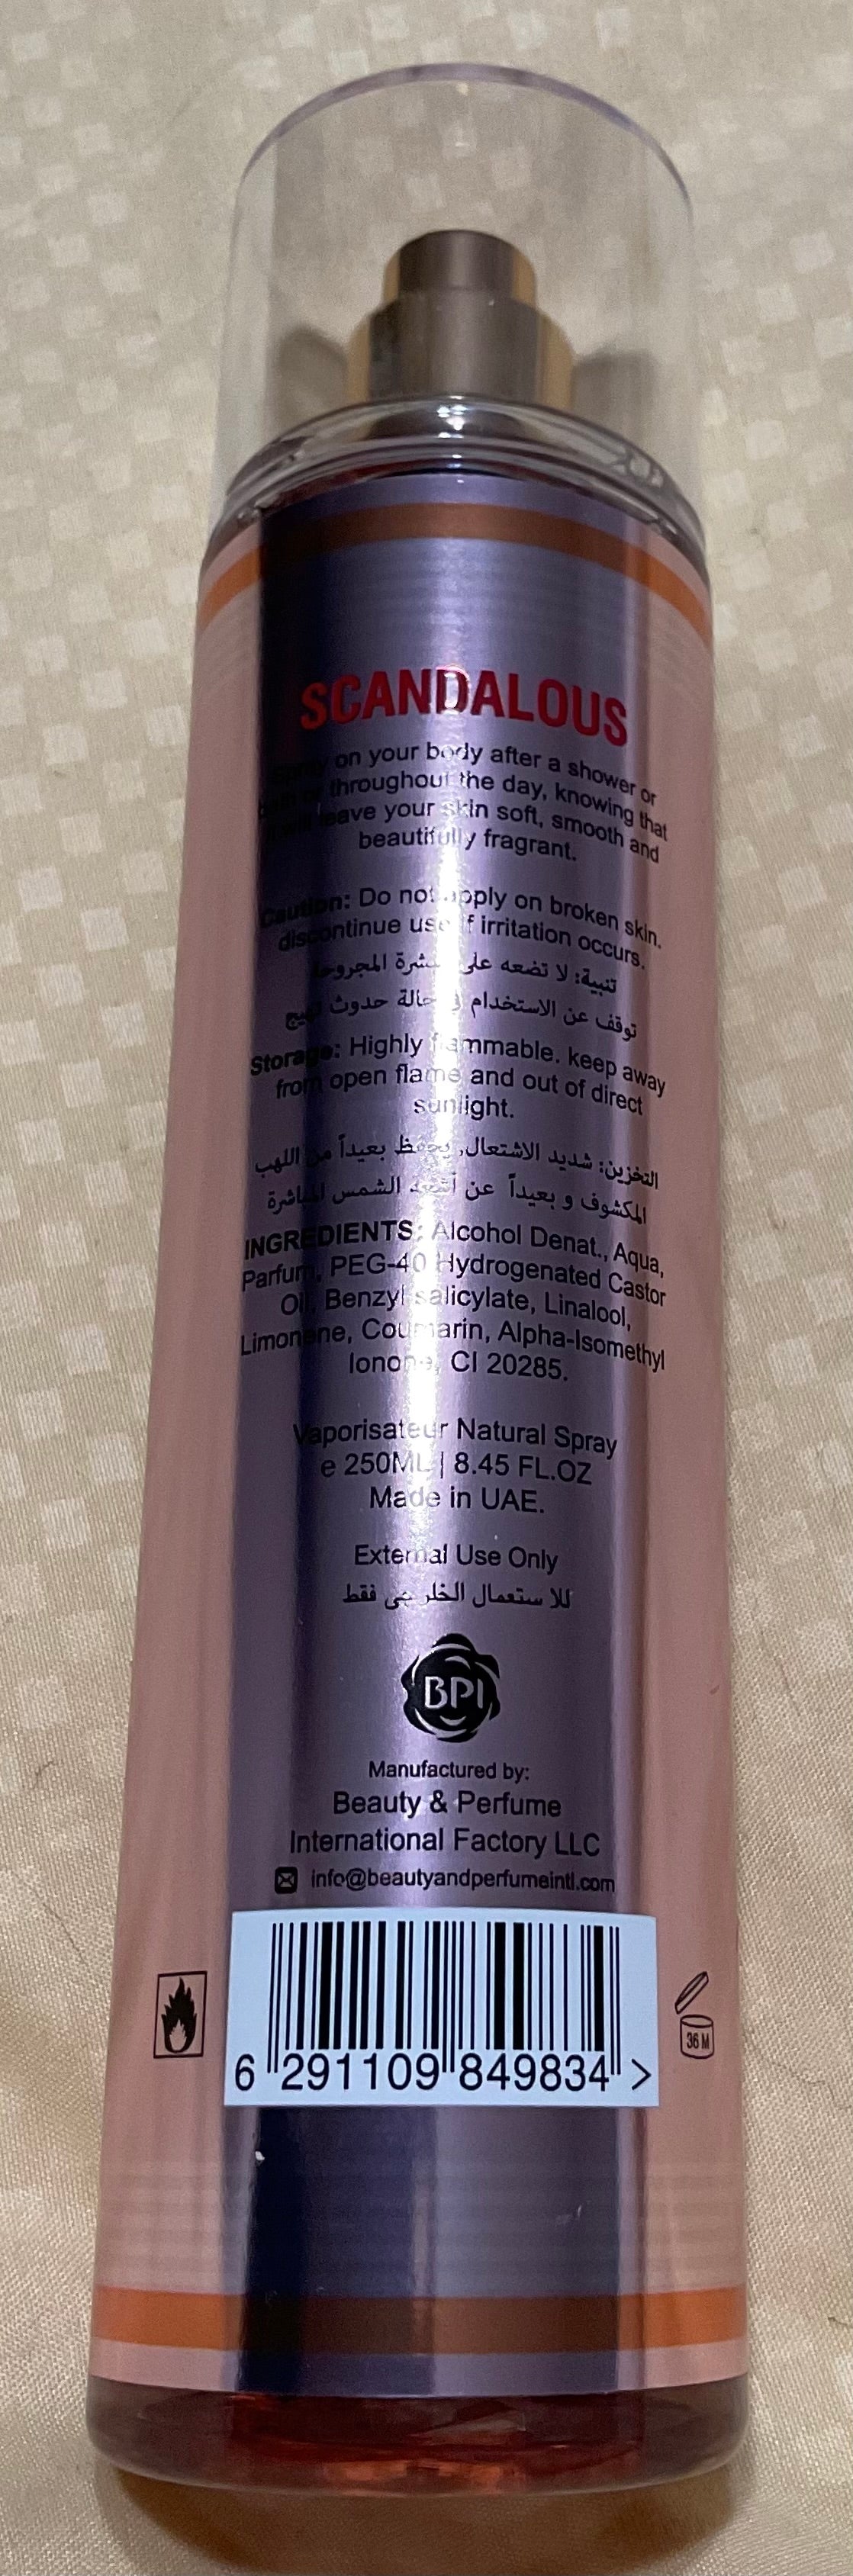 SCANDALOUS
Spray on your body after a shower or
bath or throughout the day, knowing that
it will leave your skin soft, smooth and
beautifully fragrant.
Caution: Do not apply on broken skin.
discontinue use if irritation occurs.
تنبية: لا تضعه على بشرة المجروحة
توقف عن الاستخدام في حالة حدوث تهيج
Storage: Highly flammable. keep away
from open flame and out of direct
sunlight.
التخزين: شديد الاشتعال, يحفظ بعيداً من اللهب
المكشوف و بعيداً عن أشعه الشمس المباشرة
INGREDIENTS: Alcohol Denat., Aqua,
Parfum, PEG-40 Hydrogenated Castor
Oil, Benzyl salicylate, Linalool,
Limonene, Coumarin, Alpha-Isomethyl
Ionone, CI 20285.
Vaporisateur Natural Spray
e 250ML | 8.45 FL.OZ
Made in UAE.
External Use Only
للا ستعمال الخلرجى فقط
BPI
Manufactured by:
Beauty & Perfume
International Factory LLC
info@beautyandperfumeintl.com
36 M
6 291109 849834 >